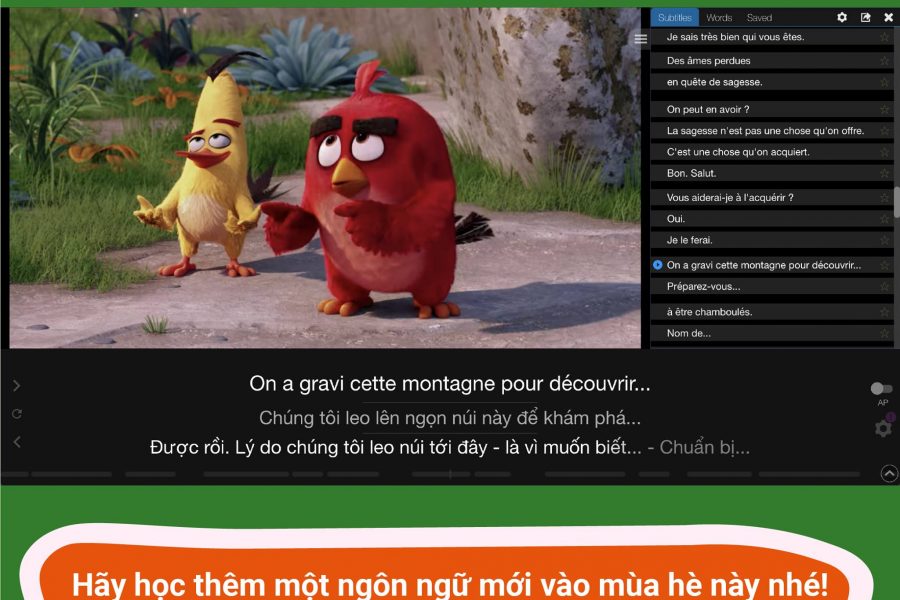 Subtitles Words Saved
Je sais très bien qui vous êtes.
Des âmes perdues
en quête de sagesse.
On peut en avoir ?
La sagesse n'est pas une chose qu'on offre.
C'est une chose qu'on acquiert.
Bon. Salut.
Vous aiderai-je à l'acquérir ?
Oui.
Je le ferai.
On a gravi cette montagne pour découvrir...
Préparez-vous...
à être chamboulés.
Nom de...
On a gravi cette montagne pour découvrir...
Chúng tôi leo lên ngọn núi này để khám phá...
Được rồi. Lý do chúng tôi leo núi tới đây - là vì muốn biết... - Chuẩn bị...
AP
Hãy học thêm một ngôn ngữ mới vào mùa hè này nhé!